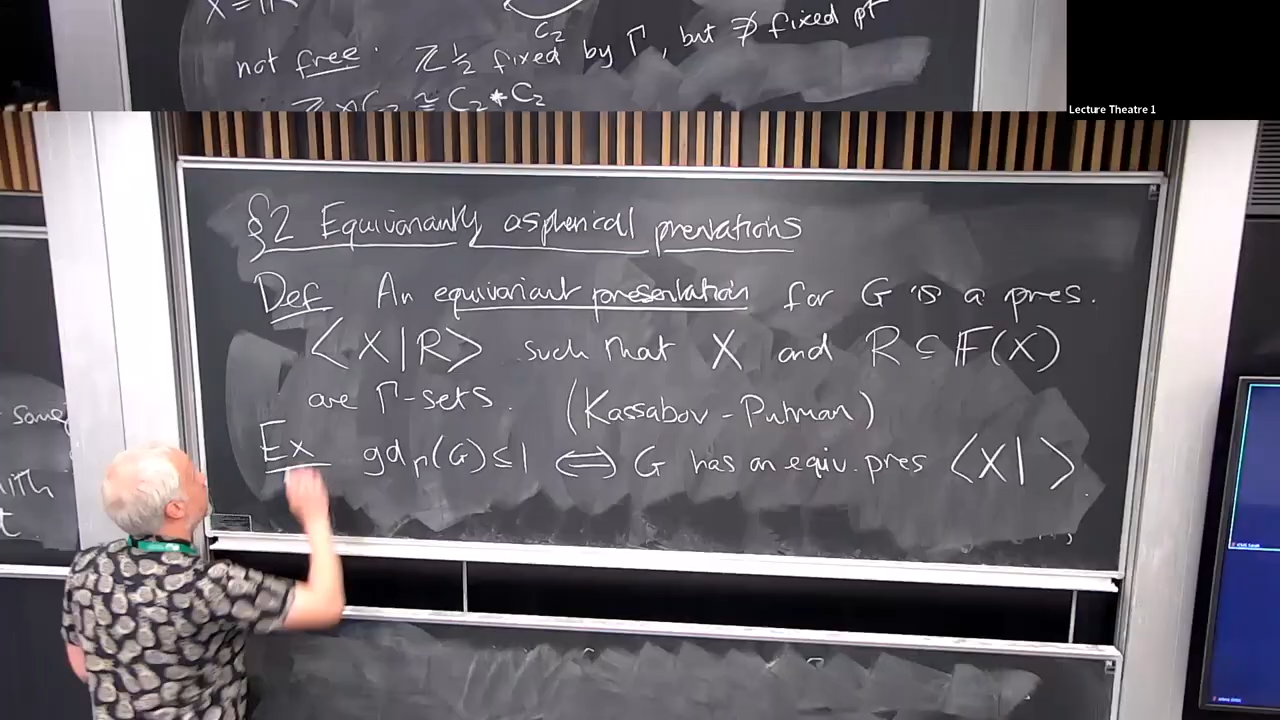 X = ℝ
C₂
not free. ℤ ½ fixed by Γ, but ∄ fixed pt
ℤ ⋊ C₂ ≅ C₂ * C₂
Lecture Theatre 1
§2 Equivariantly aspherical presentations
Def An equivariant presentation for G is a pres.
⟨X | R⟩ such that X and R ⊆ F(X)
are Γ-sets. (Kassabov - Putman)
Ex gd_Γ(G) ≤ 1 ⟺ G has an equiv. pres ⟨X | ⟩.